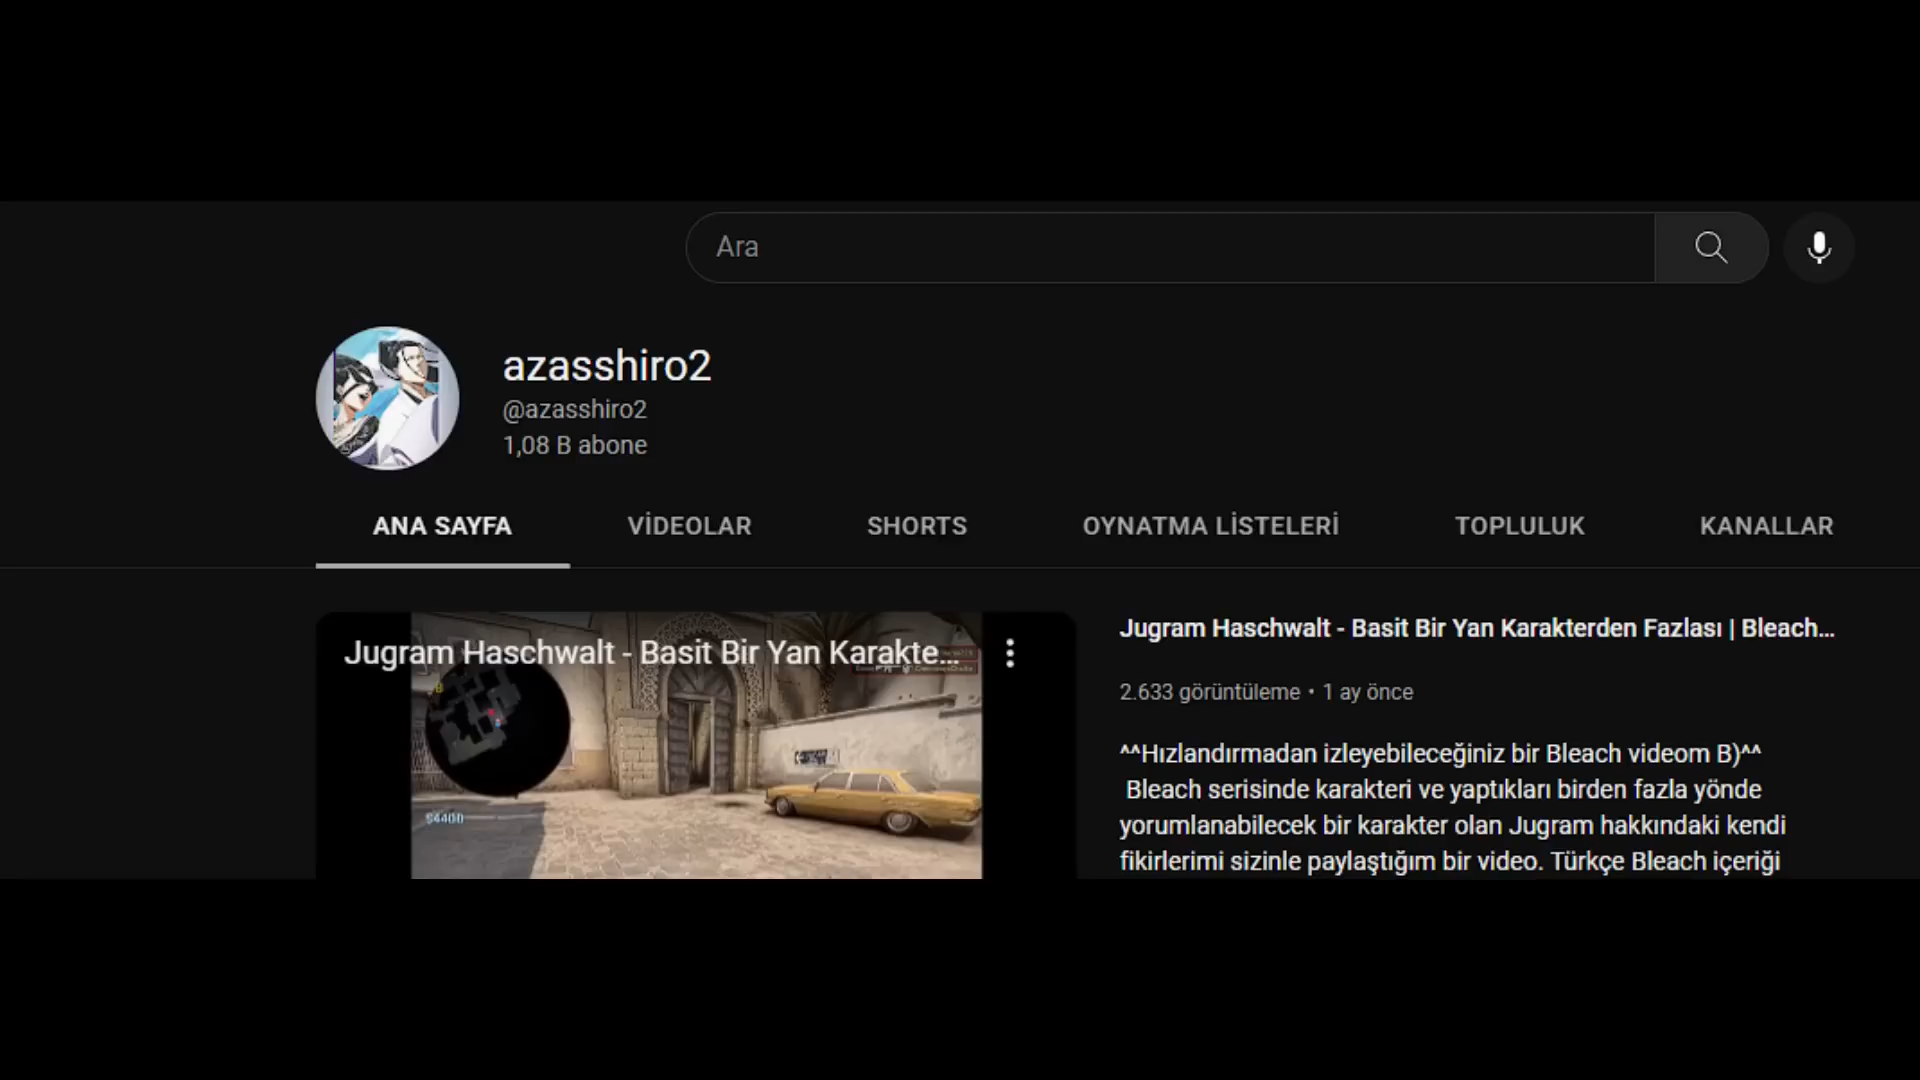 Ara
azasshiro2
@azasshiro2
1,08 B abone
ANA SAYFA VİDEOLAR SHORTS OYNATMA LİSTELERİ TOPLULUK KANALLAR
Jugram Haschwalt - Basit Bir Yan Karakte...
$4400
Jugram Haschwalt - Basit Bir Yan Karakterden Fazlası | Bleach...
2.633 görüntüleme • 1 ay önce
^^Hızlandırmadan izleyebileceğiniz bir Bleach videom B)^^
Bleach serisinde karakteri ve yaptıkları birden fazla yönde
yorumlanabilecek bir karakter olan Jugram hakkındaki kendi
fikirlerimi sizinle paylaştığım bir video. Türkçe Bleach içeriği